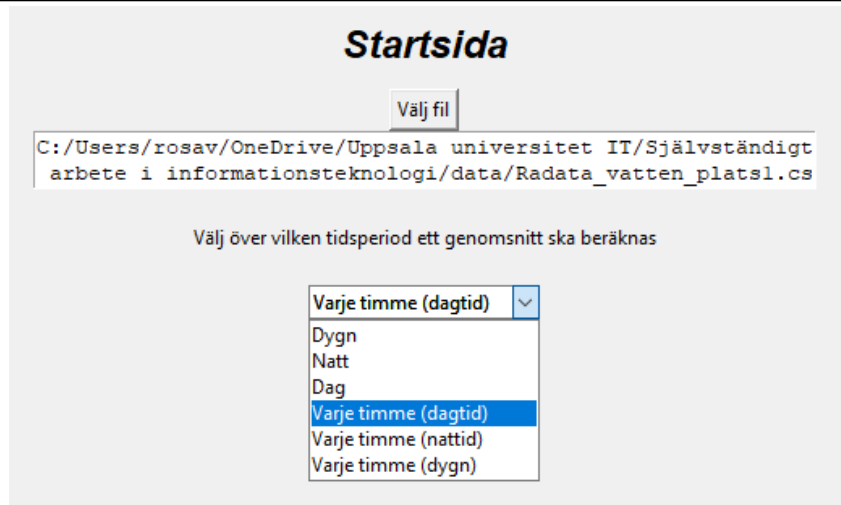 Startsida
Välj fil
C:/Users/rosav/OneDrive/Uppsala universitet IT/Självständigt
arbete i informationsteknologi/data/Radata_vatten_plats1.cs
Välj över vilken tidsperiod ett genomsnitt ska beräknas
Varje timme (dagtid)
Dygn
Natt
Dag
Varje timme (dagtid)
Varje timme (nattid)
Varje timme (dygn)